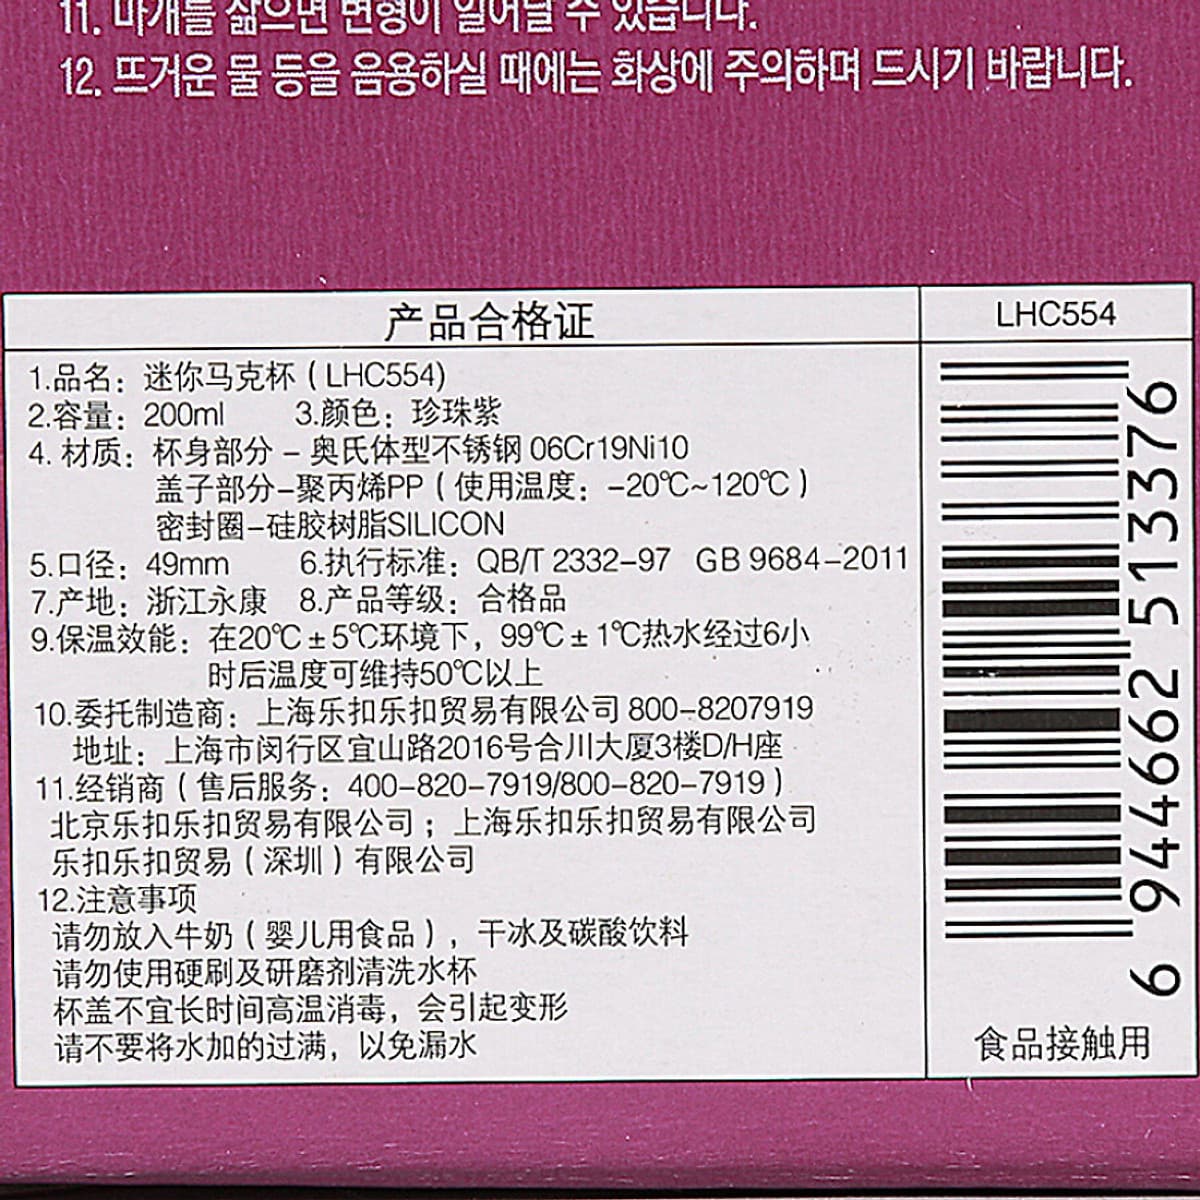 11. 마개를 삶으면 변형이 일어날 수 있습니다.
12. 뜨거운 물 등을 음용하실 때에는 화상에 주의하며 드시기 바랍니다.
产品合格证
1.品名：迷你马克杯（LHC554)
2.容量：200ml 3.颜色：珍珠紫
4. 材质：杯身部分 – 奥氏体型不锈钢 06Cr19Ni10
盖子部分–聚丙烯PP（使用温度：-20℃~120℃）
密封圈–硅胶树脂SILICON
5.口径：49mm 6.执行标准：QB/T 2332–97 GB 9684–2011
7.产地：浙江永康 8.产品等级：合格品
9.保温效能：在20℃±5℃环境下，99℃±1℃热水经过6小
时后温度可维持50℃以上
10.委托制造商：上海乐扣乐扣贸易有限公司 800–8207919
地址：上海市闵行区宜山路2016号合川大厦3楼D/H座
11.经销商（售后服务：400–820–7919/800–820–7919）
北京乐扣乐扣贸易有限公司；上海乐扣乐扣贸易有限公司
乐扣乐扣贸易（深圳）有限公司
12.注意事项
请勿放入牛奶（婴儿用食品），干冰及碳酸饮料
请勿使用硬刷及研磨剂清洗水杯
杯盖不宜长时间高温消毒，会引起变形
请不要将水加的过满，以免漏水
LHC554
6 944662 513376
食品接触用